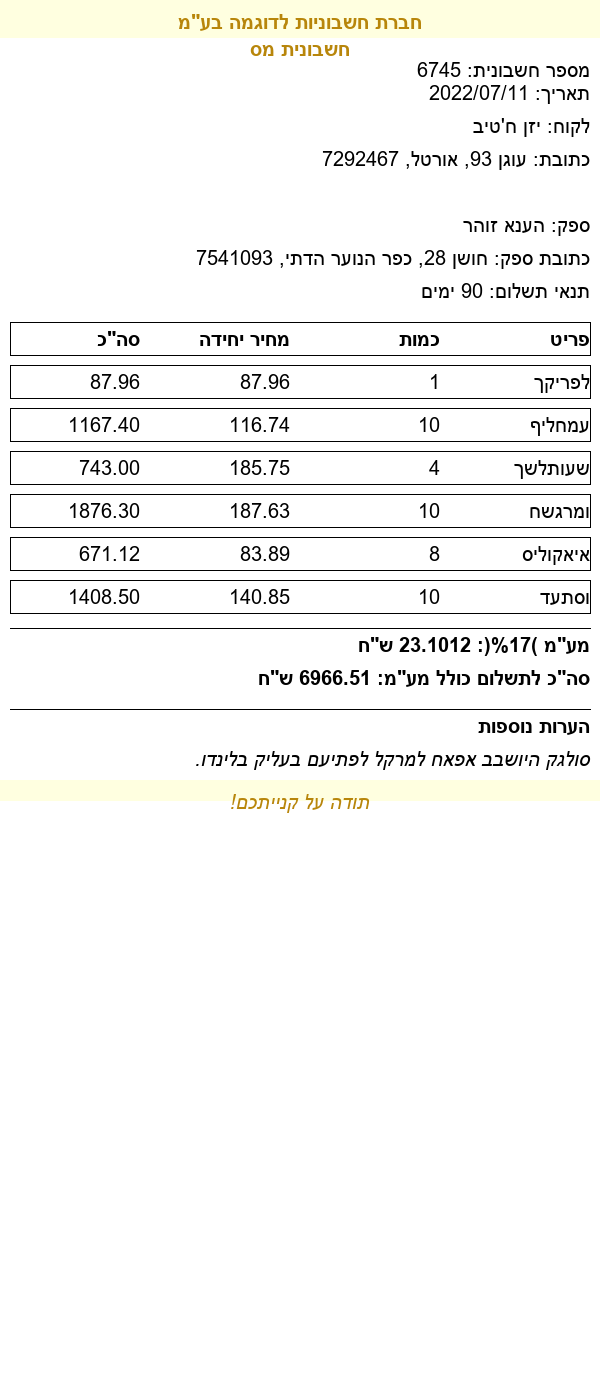 חברת חשבוניות לדוגמה בע"מ
חשבונית מס
מספר חשבונית: 6745
תאריך: 2022/07/11
לקוח: יזן ח'טיב
כתובת: עוגן 93, אורטל, 7292467
ספק: הענא זוהר
כתובת ספק: חושן 28, כפר הנוער הדתי, 7541093
תנאי תשלום: 90 ימים
פריט כמות מחיר יחידה סה"כ
לפריקך 1 87.96 87.96
עמחליף 10 116.74 1167.40
שעותלשך 4 185.75 743.00
ומרגשח 10 187.63 1876.30
איאקוליס 8 83.89 671.12
וסתעד 10 140.85 1408.50
מע"מ )17%(: 23.1012 ש"ח
סה"כ לתשלום כולל מע"מ: 6966.51 ש"ח
הערות נוספות
סולגק היושבב אפאח למרקל לפתיעם בעליק בלינדו.
תודה על קנייתכם!